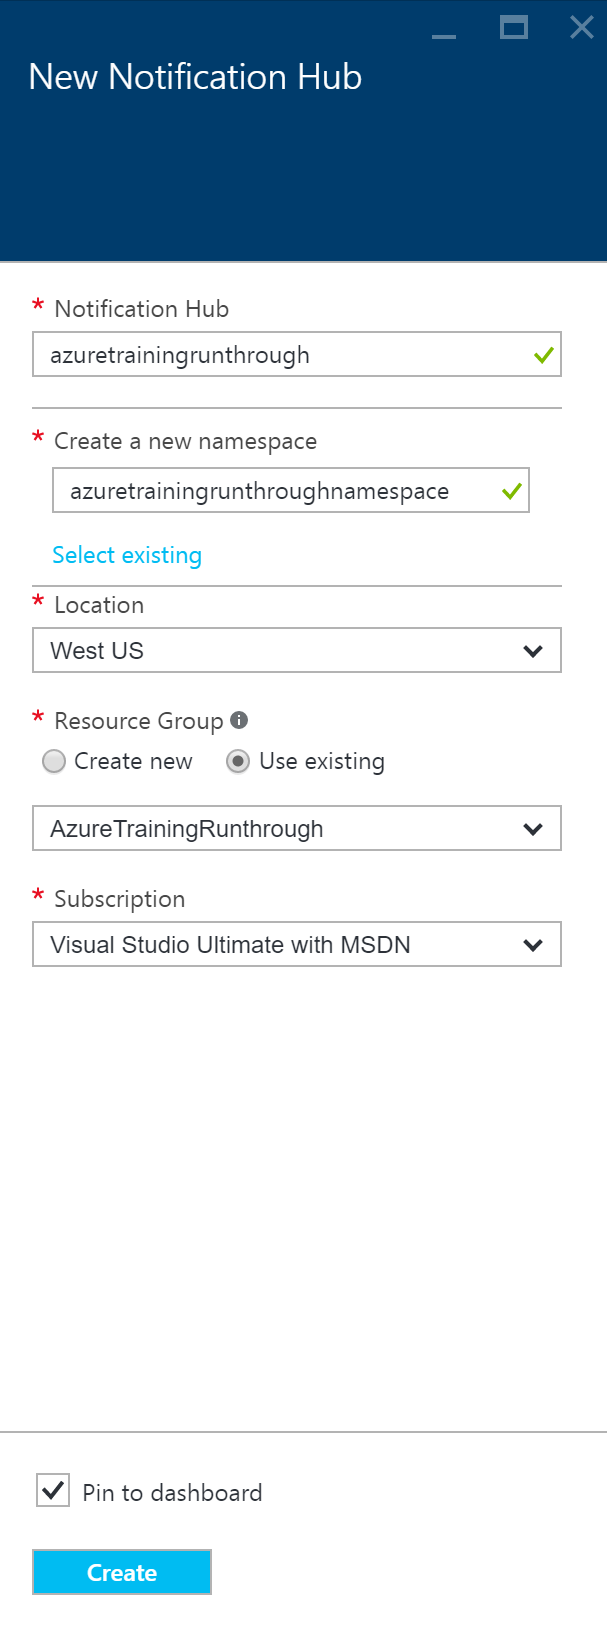 New Notification Hub
* Notification Hub
azuretrainingrunthrough
* Create a new namespace
azuretrainingrunthroughnamespace
Select existing
* Location
West US
* Resource Group
Create new Use existing
AzureTrainingRunthrough
* Subscription
Visual Studio Ultimate with MSDN
Pin to dashboard
Create